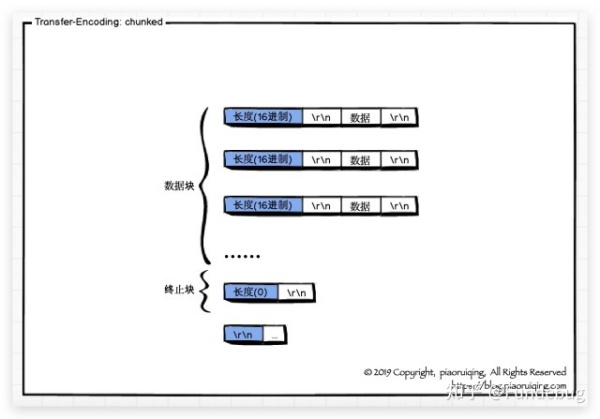 Transfer-Encoding: chunked
长度(16进制) \r\n 数据 \r\n
长度(16进制) \r\n 数据 \r\n
数据块
长度(16进制) \r\n 数据 \r\n
......
终止块
长度(0) \r\n
\r\n ...
© 2019 Copyright, piaoruiqing, All Rights Reserved
https://blog.piaoruiqing.com
知乎 @Fundebug